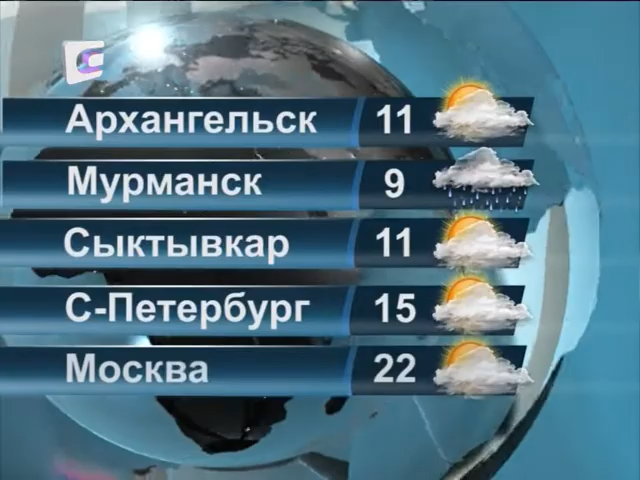 Архангельск 11
Мурманск 9
Сыктывкар 11
С-Петербург 15
Москва 22